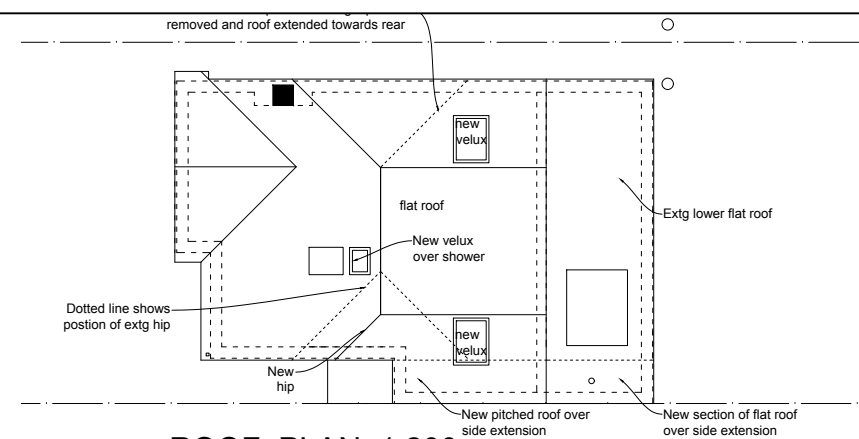 removed and roof extended towards rear
new
velux
flat roof
Extg lower flat roof
New velux
over shower
Dotted line shows
postion of extg hip
new
velux
New
hip
New pitched roof over
side extension
New section of flat roof
over side extension